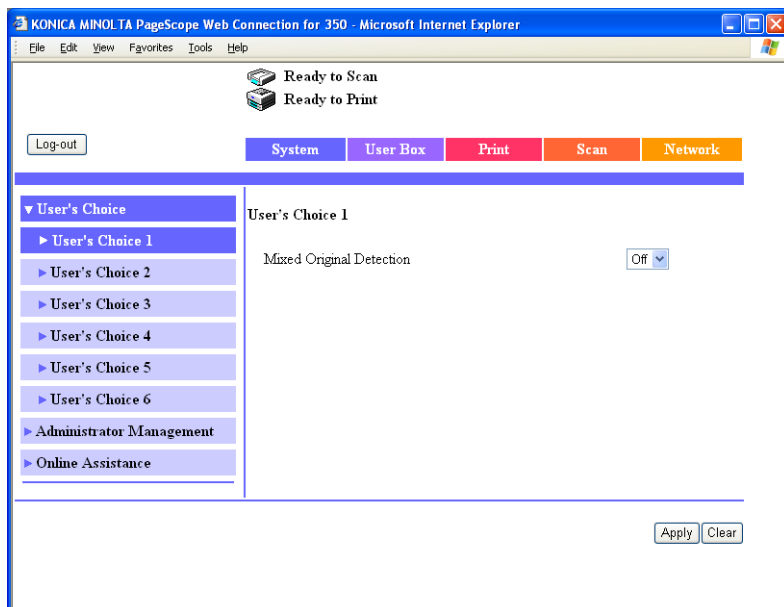 KONICA MINOLTA PageScope Web Connection for 350 - Microsoft Internet Explorer
File Edit View Favorites Tools Help
Ready to Scan
Ready to Print
Log-out
System User Box Print Scan Network
User's Choice
User's Choice 1
User's Choice 2
User's Choice 3
User's Choice 4
User's Choice 5
User's Choice 6
Administrator Management
Online Assistance
User's Choice 1
Mixed Original Detection Off
Apply Clear